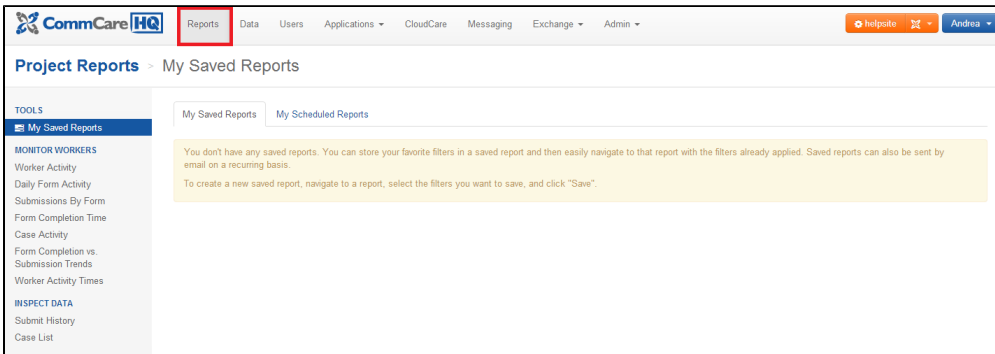 CommCare HQ Reports Data Users Applications CloudCare Messaging Exchange Admin helpsite Andrea
Project Reports > My Saved Reports
TOOLS
My Saved Reports
MONITOR WORKERS
Worker Activity
Daily Form Activity
Submissions By Form
Form Completion Time
Case Activity
Form Completion vs.
Submission Trends
Worker Activity Times
INSPECT DATA
Submit History
Case List
My Saved Reports My Scheduled Reports
You don't have any saved reports. You can store your favorite filters in a saved report and then easily navigate to that report with the filters already applied. Saved reports can also be sent by
email on a recurring basis.
To create a new saved report, navigate to a report, select the filters you want to save, and click "Save".